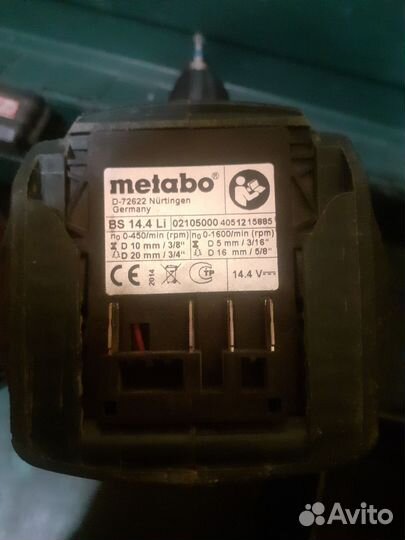 metabo®
D-72622 Nürtingen
Germany
BS 14.4 Li 02105000 4051215885
n₀ 0-450/min (rpm) n₀ 0-1600/min (rpm)
D 10 mm / 3/8" D 5 mm / 3/16"
D 20 mm / 3/4" D 16 mm / 5/8"
CE 2014 14.4 V
Avito